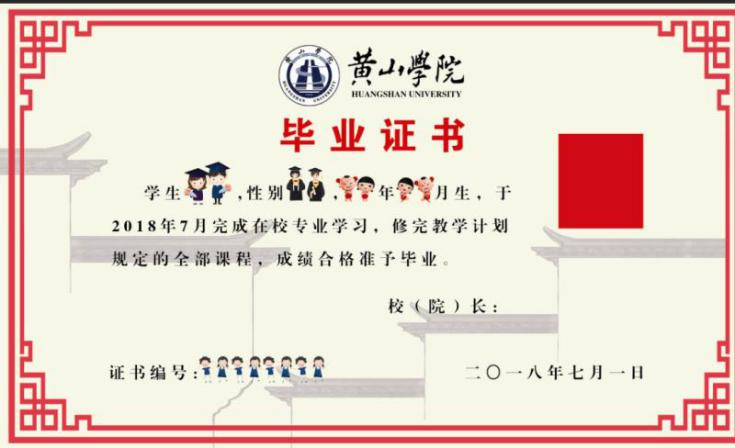 黄山學院
HUANGSHAN UNIVERSITY
毕业证书
学生 ,性别 , 年 月生，于
2018年7月完成在校专业学习，修完教学计划
规定的全部课程，成绩合格准予毕业。
校（院）长：
证书编号:
二〇一八年七月一日